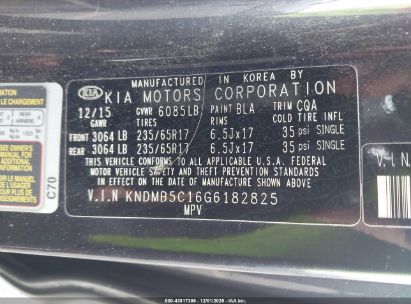 MANUFACTURED IN KOREA BY
KIA KIA MOTORS CORPORATION
12/15 GVWR 6085LB PAINT BLA TRIM CQA
GAWR TIRES RIMS COLD TIRE INFL
FRONT 3064 LB 235/65R17 6.5Jx17 35 psi SINGLE
REAR 3064 LB 235/65R17 6.5Jx17 35 psi SINGLE
THIS VEHICLE CONFORMS TO ALL APPLICABLE U.S.A. FEDERAL
MOTOR VEHICLE SAFETY AND THEFT PREVENTION STANDARDS
IN EFFECT ON THE DATE OF MANUFACTURE SHOWN ABOVE.
V.I.N KNDMB5C16G6182825
MPV
C70
CHARGEMENT
V.I.N